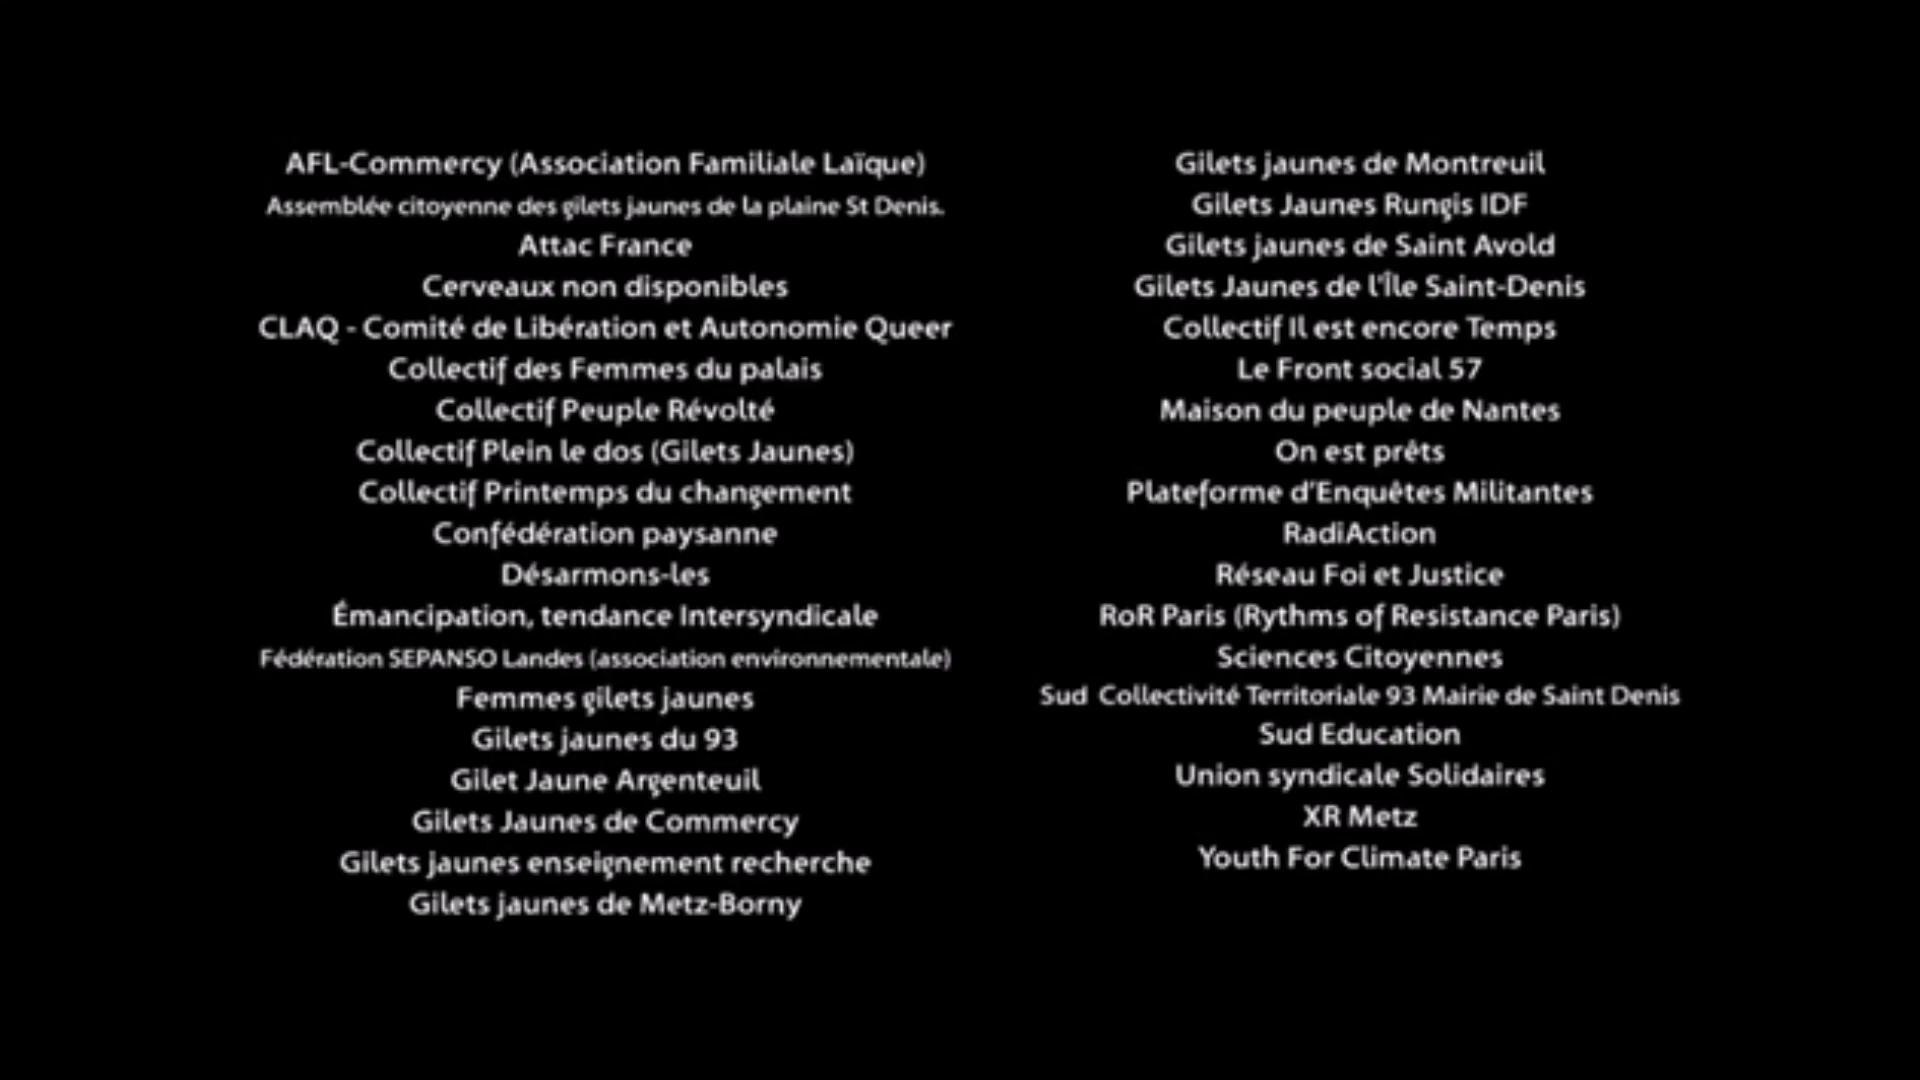 AFL-Commercy (Association Familiale Laïque)
Assemblée citoyenne des gilets jaunes de la plaine St Denis.
Attac France
Cerveaux non disponibles
CLAQ - Comité de Libération et Autonomie Queer
Collectif des Femmes du palais
Collectif Peuple Révolté
Collectif Plein le dos (Gilets Jaunes)
Collectif Printemps du changement
Confédération paysanne
Désarmons-les
Émancipation, tendance Intersyndicale
Fédération SEPANSO Landes (association environnementale)
Femmes gilets jaunes
Gilets jaunes du 93
Gilet Jaune Argenteuil
Gilets Jaunes de Commercy
Gilets jaunes enseignement recherche
Gilets jaunes de Metz-Borny
Gilets jaunes de Montreuil
Gilets Jaunes Rungis IDF
Gilets jaunes de Saint Avold
Gilets Jaunes de l'Île Saint-Denis
Collectif Il est encore Temps
Le Front social 57
Maison du peuple de Nantes
On est prêts
Plateforme d'Enquêtes Militantes
RadiAction
Réseau Foi et Justice
RoR Paris (Rythms of Resistance Paris)
Sciences Citoyennes
Sud Collectivité Territoriale 93 Mairie de Saint Denis
Sud Education
Union syndicale Solidaires
XR Metz
Youth For Climate Paris